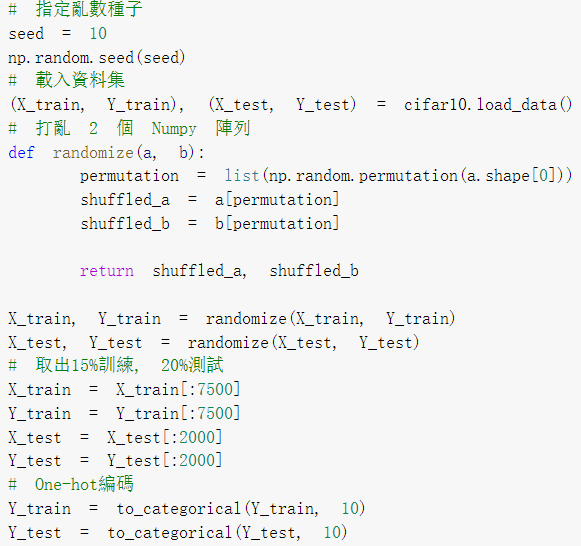 # 指定亂數種子
seed = 10
np.random.seed(seed)
# 載入資料集
(X_train, Y_train), (X_test, Y_test) = cifar10.load_data()
# 打亂 2 個 Numpy 陣列
def randomize(a, b):
permutation = list(np.random.permutation(a.shape[0]))
shuffled_a = a[permutation]
shuffled_b = b[permutation]
return shuffled_a, shuffled_b
X_train, Y_train = randomize(X_train, Y_train)
X_test, Y_test = randomize(X_test, Y_test)
# 取出15%訓練, 20%測試
X_train = X_train[:7500]
Y_train = Y_train[:7500]
X_test = X_test[:2000]
Y_test = Y_test[:2000]
# One-hot編碼
Y_train = to_categorical(Y_train, 10)
Y_test = to_categorical(Y_test, 10)